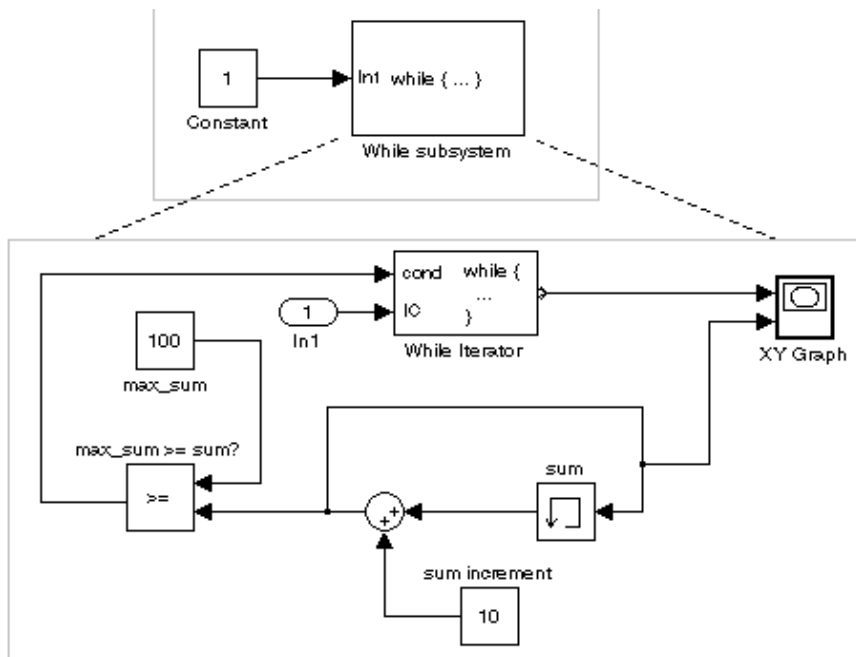 1
Constant
In1 while { ... }
While subsystem
cond while {
...
IC
}
While Iterator
1
In1
XY Graph
100
max_sum
max_sum >= sum?
>=
sum
+
+
sum increment
10